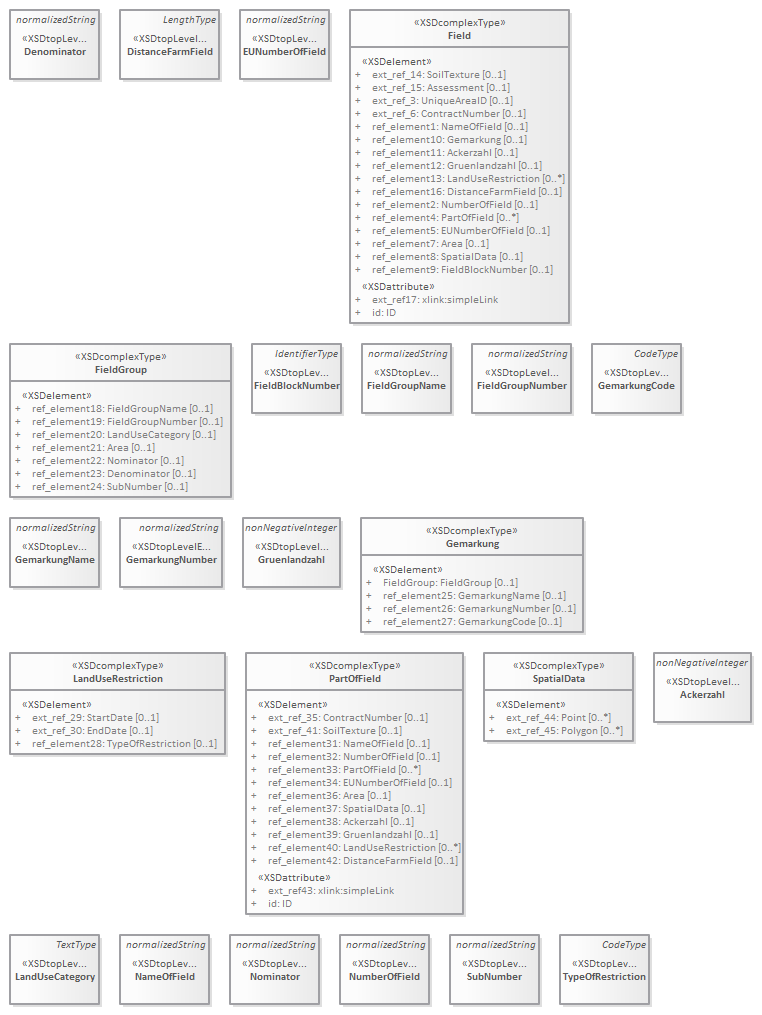 normalizedString
«XSDtopLev...
Denominator
LengthType
«XSDtopLevel...
DistanceFarmField
normalizedString
«XSDtopLev...
EUNumberOfField
«XSDcomplexType»
Field
«XSDelement»
+ ext_ref_14: SoilTexture [0..1]
+ ext_ref_15: Assessment [0..1]
+ ext_ref_3: UniqueAreaID [0..1]
+ ext_ref_6: ContractNumber [0..1]
+ ref_element1: NameOfField [0..1]
+ ref_element10: Gemarkung [0..1]
+ ref_element11: Ackerzahl [0..1]
+ ref_element12: Gruenlandzahl [0..1]
+ ref_element13: LandUseRestriction [0..*]
+ ref_element16: DistanceFarmField [0..1]
+ ref_element2: NumberOfField [0..1]
+ ref_element4: PartOfField [0..*]
+ ref_element5: EUNumberOfField [0..1]
+ ref_element7: Area [0..1]
+ ref_element8: SpatialData [0..1]
+ ref_element9: FieldBlockNumber [0..1]
«XSDattribute»
+ ext_ref17: xlink:simpleLink
+ id: ID
«XSDcomplexType»
FieldGroup
«XSDelement»
+ ref_element18: FieldGroupName [0..1]
+ ref_element19: FieldGroupNumber [0..1]
+ ref_element20: LandUseCategory [0..1]
+ ref_element21: Area [0..1]
+ ref_element22: Nominator [0..1]
+ ref_element23: Denominator [0..1]
+ ref_element24: SubNumber [0..1]
IdentifierType
«XSDtopLev...
FieldBlockNumber
normalizedString
«XSDtopLev...
FieldGroupName
normalizedString
«XSDtopLevel...
FieldGroupNumber
CodeType
«XSDtopLev...
GemarkungCode
normalizedString
«XSDtopLev...
GemarkungName
normalizedString
«XSDtopLevelE...
GemarkungNumber
nonNegativeInteger
«XSDtopLevel...
Gruenlandzahl
«XSDcomplexType»
Gemarkung
«XSDelement»
+ FieldGroup: FieldGroup [0..1]
+ ref_element25: GemarkungName [0..1]
+ ref_element26: GemarkungNumber [0..1]
+ ref_element27: GemarkungCode [0..1]
«XSDcomplexType»
LandUseRestriction
«XSDelement»
+ ext_ref_29: StartDate [0..1]
+ ext_ref_30: EndDate [0..1]
+ ref_element28: TypeOfRestriction [0..1]
«XSDcomplexType»
PartOfField
«XSDelement»
+ ext_ref_35: ContractNumber [0..1]
+ ext_ref_41: SoilTexture [0..1]
+ ref_element31: NameOfField [0..1]
+ ref_element32: NumberOfField [0..1]
+ ref_element33: PartOfField [0..*]
+ ref_element34: EUNumberOfField [0..1]
+ ref_element36: Area [0..1]
+ ref_element37: SpatialData [0..1]
+ ref_element38: Ackerzahl [0..1]
+ ref_element39: Gruenlandzahl [0..1]
+ ref_element40: LandUseRestriction [0..*]
+ ref_element42: DistanceFarmField [0..1]
«XSDattribute»
+ ext_ref43: xlink:simpleLink
+ id: ID
«XSDcomplexType»
SpatialData
«XSDelement»
+ ext_ref_44: Point [0..*]
+ ext_ref_45: Polygon [0..*]
nonNegativeInteger
«XSDtopLevel...
Ackerzahl
TextType
«XSDtopLev...
LandUseCategory
normalizedString
«XSDtopLev...
NameOfField
normalizedString
«XSDtopLev...
Nominator
normalizedString
«XSDtopLev...
NumberOfField
normalizedString
«XSDtopLev...
SubNumber
CodeType
«XSDtopLev...
TypeOfRestriction